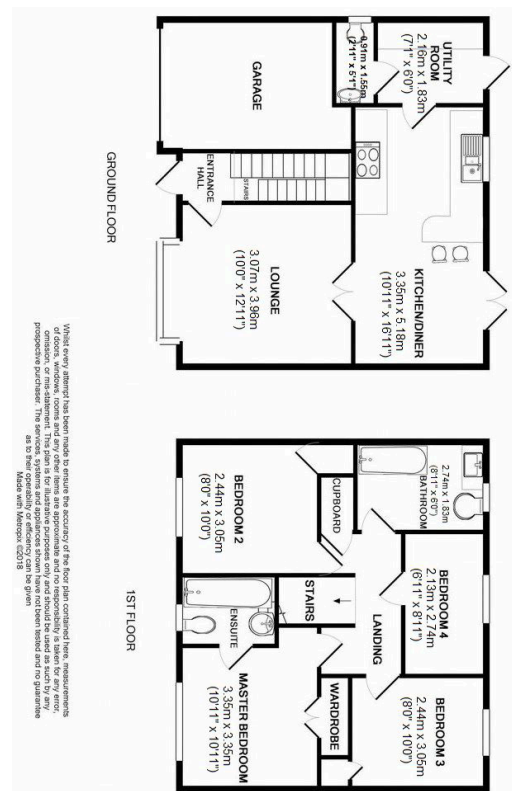 GARAGE
0.91m x 1.55m
(2'11" x 5'1")
UTILITY
ROOM
2.16m x 1.83m
(7'1" x 6'0")
ENTRANCE
HALL
STAIRS
LOUNGE
3.07m x 3.96m
(10'0" x 12'11")
KITCHEN/DINER
3.35m x 5.18m
(10'11" x 16'11")
GROUND FLOOR
BEDROOM 2
2.44m x 3.05m
(8'0" x 10'0")
CUPBOARD
2.74m x 1.83m
(8'11" x 6'0")
BATHROOM
BEDROOM 4
2.13m x 2.74m
(6'11" x 8'11")
STAIRS
LANDING
ENSUITE
MASTER BEDROOM
3.35m x 3.35m
(10'11" x 10'11")
WARDROBE
BEDROOM 3
2.44m x 3.05m
(8'0" x 10'0")
1ST FLOOR
Whilst every attempt has been made to ensure the accuracy of the floor plan contained here, measurements
of doors, windows, rooms and any other items are approximate and no responsibility is taken for any error,
omission, or mis-statement. This plan is for illustrative purposes only and should be used as such by any
prospective purchaser. The services, systems and appliances shown have not been tested and no guarantee
as to their operability or efficiency can be given
Made with Metropix ©2018